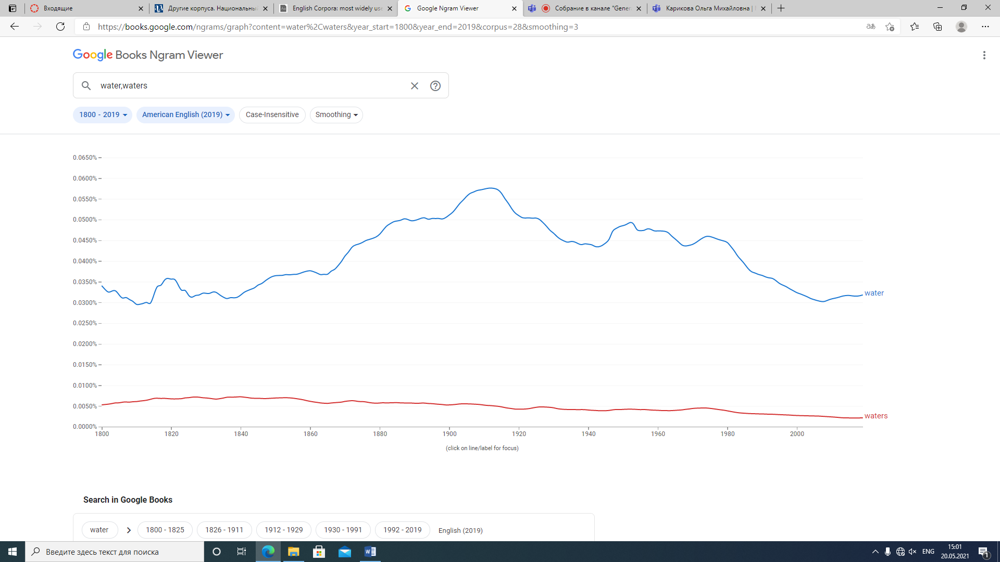 Входящие
Другие корпуса. Национальный
English Corpora: most widely use
Google Ngram Viewer
Собрание в канале "Gener
Карикова Ольга Михайловна |
https://books.google.com/ngrams/graph?content=water%2Cwaters&year_start=1800&year_end=2019&corpus=28&smoothing=3
Google Books Ngram Viewer
water,waters
1800 - 2019
American English (2019)
Case-Insensitive
Smoothing
0.0650%
0.0600%
0.0550%
0.0500%
0.0450%
0.0400%
0.0350%
0.0300%
0.0250%
0.0200%
0.0150%
0.0100%
0.0050%
0.0000%
water
waters
1800 1820 1840 1860 1880 1900 1920 1940 1960 1980 2000
(click on line/label for focus)
Search in Google Books
water
1800 - 1825
1826 - 1911
1912 - 1929
1930 - 1991
1992 - 2019
English (2019)
Введите здесь текст для поиска
ENG
15:01
20.05.2021
1